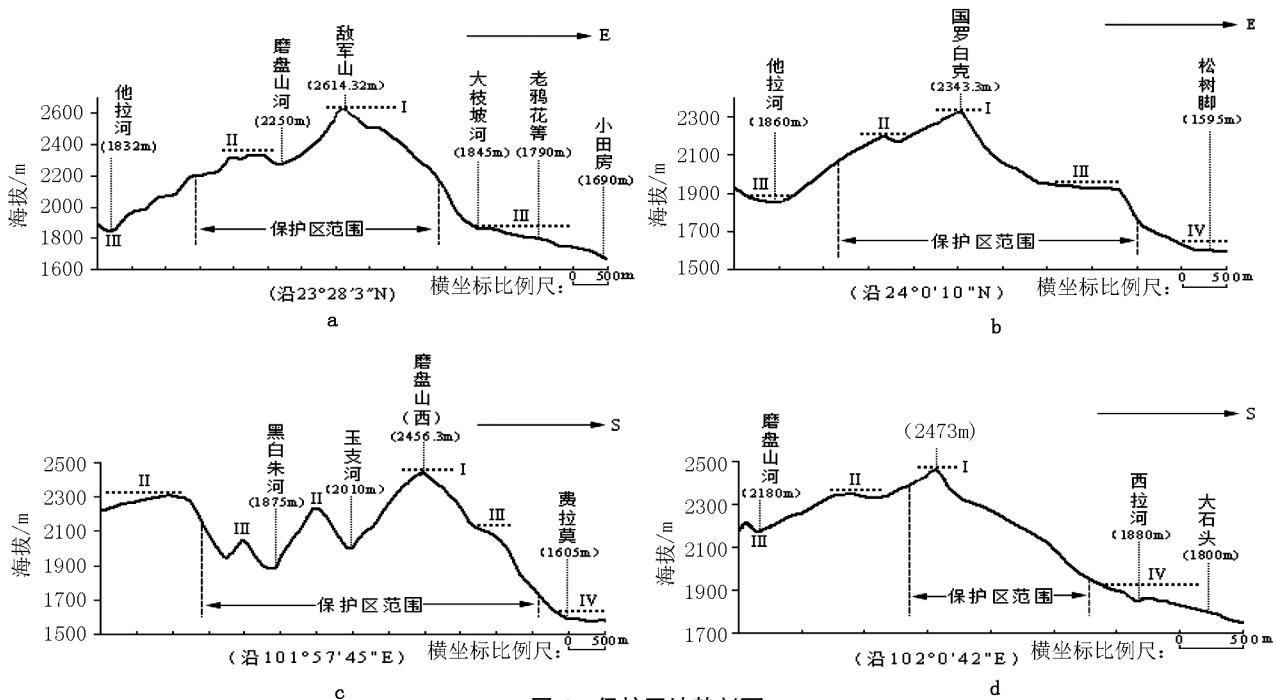 E
敌军山
(2614.32m)
磨盘山河
(2250m)
他拉河
(1832m)
大枝坡河
(1845m)
老鸦花箐
(1790m)
小田房
(1690m)
I
II
III
III
2600
2400
2200
2000
1800
1600
海拔/m
保护区范围
0 500m
(沿23°28′3″N)
横坐标比例尺:
a
E
国罗白克
(2343.3m)
他拉河
(1860m)
松树脚
(1595m)
I
II
III
III
IV
2300
2100
1900
1700
1500
海拔/m
保护区范围
0 500m
(沿24°0'10"N)
横坐标比例尺:
b
S
磨盘山(西)
(2456.3m)
黑白朱河
(1875m)
玉支河
(2010m)
费拉莫
(1605m)
I
II
II
III
III
IV
2500
2300
2100
1900
1700
1500
海拔/m
保护区范围
0 500m
(沿101°57'45"E)
横坐标比例尺:
c
S
(2473m)
磨盘山河
(2180m)
西拉河
(1880m)
大石头
(1800m)
I
II
III
IV
2500
2300
2100
1900
1700
海拔/m
保护区范围
0 500m
(沿102°0'42"E)
横坐标比例尺:
d